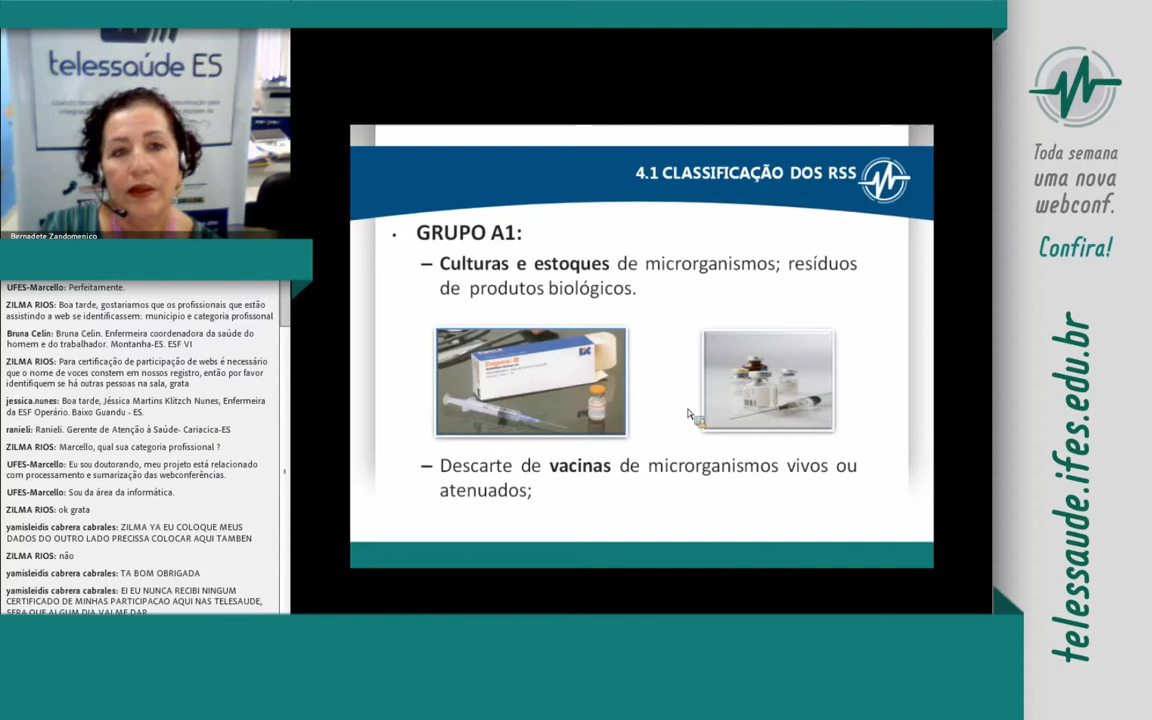 telessaúde ES
Bernadete Zandomenico
UFES-Marcello: Perfeitamente.
ZILMA RIOS: Boa tarde, gostariamos que os profissionais que estão
assistindo a web se identificassem: municipio e categoria profissonal
Bruna Celin: Bruna Celin. Enfermeira coordenadora da saúde do
homem e do trabalhador. Montanha-ES. ESF VI
ZILMA RIOS: Para certificação de participação de webs é necessário
que o nome de voces constem em nossos registro, então por favor
identifiquem se há outras pessoas na sala, grata
jessica.nunes: Boa tarde, Jéssica Martins Klitzch Nunes, Enfermeira
da ESF Operário. Baixo Guandu - ES.
ranieli: Ranieli. Gerente de Atenção à Saúde- Cariacica-ES
ZILMA RIOS: Marcello, qual sua categoria profissional ?
UFES-Marcello: Eu sou doutorando, meu projeto está relacionado
com processamento e sumarização das webconferências.
UFES-Marcello: Sou da área da informática.
ZILMA RIOS: ok grata
yamisleidis cabrera cabrales: ZILMA YA EU COLOQUE MEUS
DADOS DO OUTRO LADO PRECISSA COLOCAR AQUI TAMBEN
ZILMA RIOS: não
yamisleidis cabrera cabrales: TA BOM OBRIGADA
yamisleidis cabrera cabrales: EI EU NUNCA RECIBI NINGUM
CERTIFICADO DE MINHAS PARTICIPACAO AQUI NAS TELESAUDE,
SERA QUE ALGUM DIA VAI ME DAR
4.1 CLASSIFICAÇÃO DOS RSS
• GRUPO A1:
– Culturas e estoques de microrganismos; resíduos
de produtos biológicos.
– Descarte de vacinas de microrganismos vivos ou
atenuados;
Toda semana
uma nova
webconf.
Confira!
telessaude.ifes.edu.br